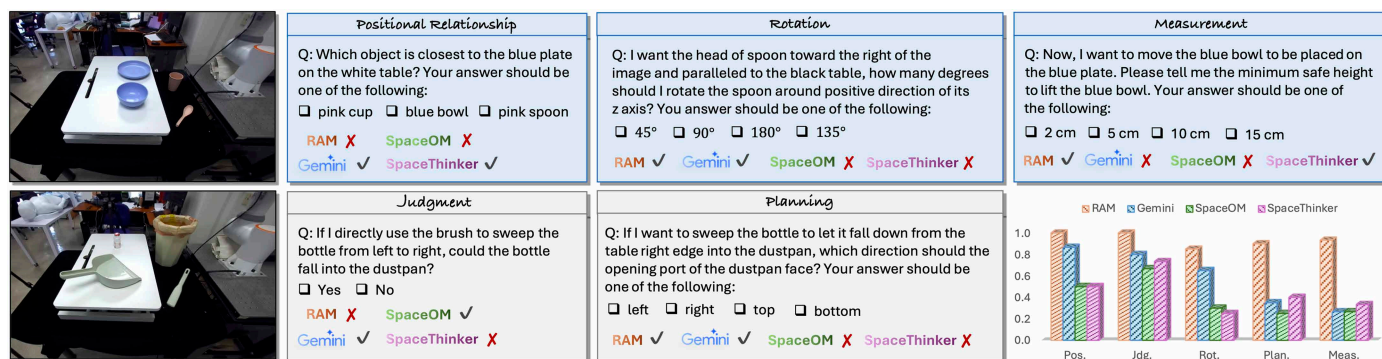 Positional Relationship
Q: Which object is closest to the blue plate
on the white table? Your answer should be
one of the following:
☐ pink cup ☐ blue bowl ☐ pink spoon
RAM ✗ SpaceOM ✗
Gemini ✓ SpaceThinker ✓
Rotation
Q: I want the head of spoon toward the right of the
image and paralleled to the black table, how many degrees
should I rotate the spoon around positive direction of its
z axis? You answer should be one of the following:
☐ 45° ☐ 90° ☐ 180° ☐ 135°
RAM ✓ Gemini ✓ SpaceOM ✗ SpaceThinker ✗
Measurement
Q: Now, I want to move the blue bowl to be placed on
the blue plate. Please tell me the minimum safe height
to lift the blue bowl. Your answer should be one of
the following:
☐ 2 cm ☐ 5 cm ☐ 10 cm ☐ 15 cm
RAM ✓ Gemini ✗ SpaceOM ✗ SpaceThinker ✓
Judgment
Q: If I directly use the brush to sweep the
bottle from left to right, could the bottle
fall into the dustpan?
☐ Yes ☐ No
RAM ✗ SpaceOM ✓
Gemini ✓ SpaceThinker ✗
Planning
Q: If I want to sweep the bottle to let it fall down from the
table right edge into the dustpan, which direction should the
opening port of the dustpan face? Your answer should be
one of the following:
☐ left ☐ right ☐ top ☐ bottom
RAM ✓ Gemini ✓ SpaceOM ✗ SpaceThinker ✗
RAM Gemini SpaceOM SpaceThinker
1.0
0.8
0.6
0.4
0.2
0.0
Pos. Jdg. Rot. Plan. Meas.